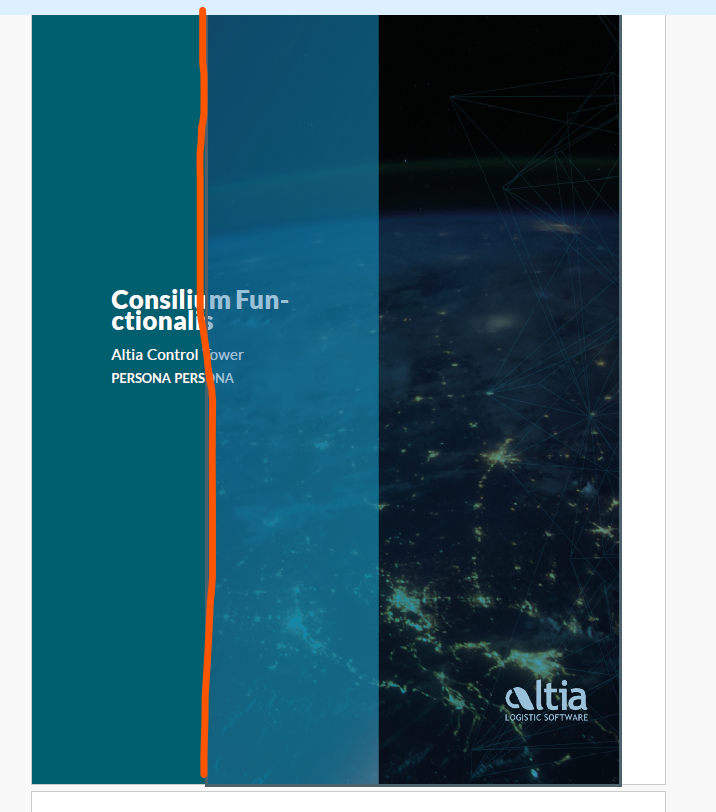 Consilium Fun-
ctionalis
Altia Control Tower
PERSONA PERSONA
altia
LOGISTIC SOFTWARE